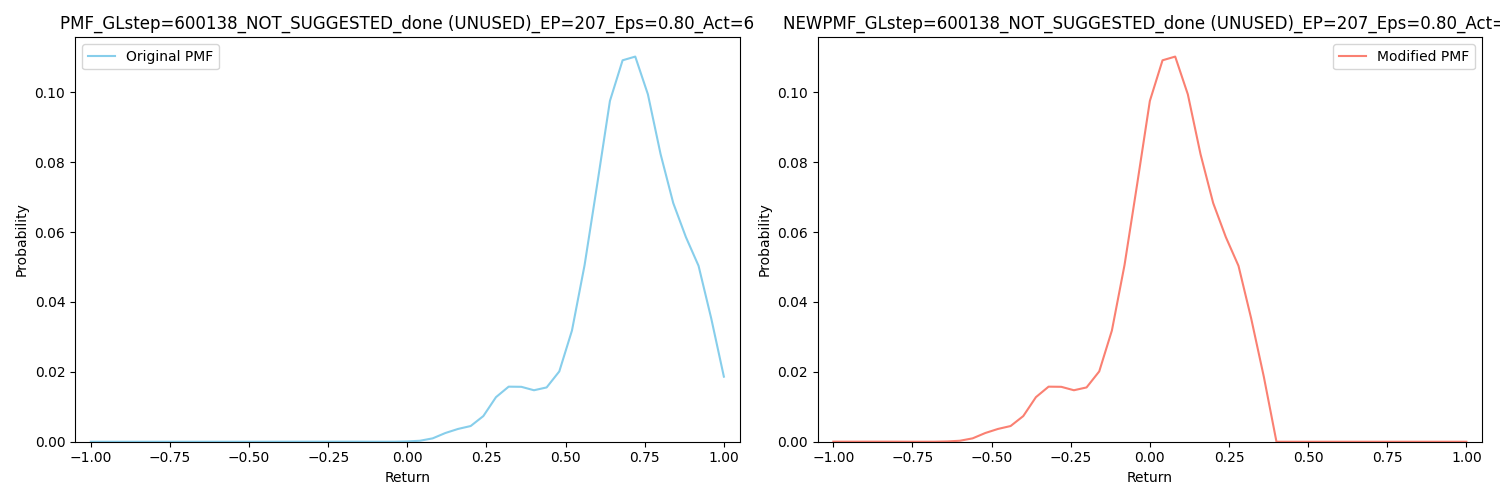 PMF_GLstep=600138_NOT_SUGGESTED_done (UNUSED)_EP=207_Eps=0.80_Act=6
Original PMF
Probability
0.10
0.08
0.06
0.04
0.02
0.00
−1.00 −0.75 −0.50 −0.25 0.00 0.25 0.50 0.75 1.00
Return
NEWPMF_GLstep=600138_NOT_SUGGESTED_done (UNUSED)_EP=207_Eps=0.80_Act=
Modified PMF
Probability
0.10
0.08
0.06
0.04
0.02
0.00
−1.00 −0.75 −0.50 −0.25 0.00 0.25 0.50 0.75 1.00
Return